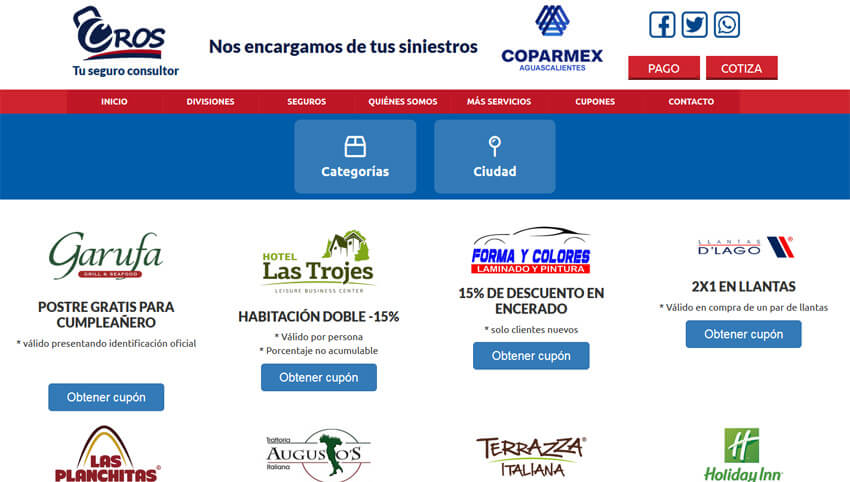 CROS
Tu seguro consultor
Nos encargamos de tus siniestros
COPARMEX
AGUASCALIENTES
PAGO
COTIZA
INICIO
DIVISIONES
SEGUROS
QUIÉNES SOMOS
MÁS SERVICIOS
CUPONES
CONTACTO
Categorías
Ciudad
Garufa
GRILL & SEAFOOD
POSTRE GRATIS PARA
CUMPLEAÑERO
* válido presentando identificación oficial
Obtener cupón
HOTEL
LAS TROJES
LEISURE BUSINESS CENTER
HABITACIÓN DOBLE -15%
* Válido por persona
* Porcentaje no acumulable
Obtener cupón
FORMA Y COLORES
LAMINADO Y PINTURA
15% DE DESCUENTO EN
ENCERADO
* solo clientes nuevos
Obtener cupón
LLANTAS
D'LAGO
2X1 EN LLANTAS
* Válido en compra de un par de llantas
Obtener cupón
LAS
PLANCHITAS
Trattoria
AUGUSTO'S
Italiana
TERRAZZA
ITALIANA
H
Holiday Inn